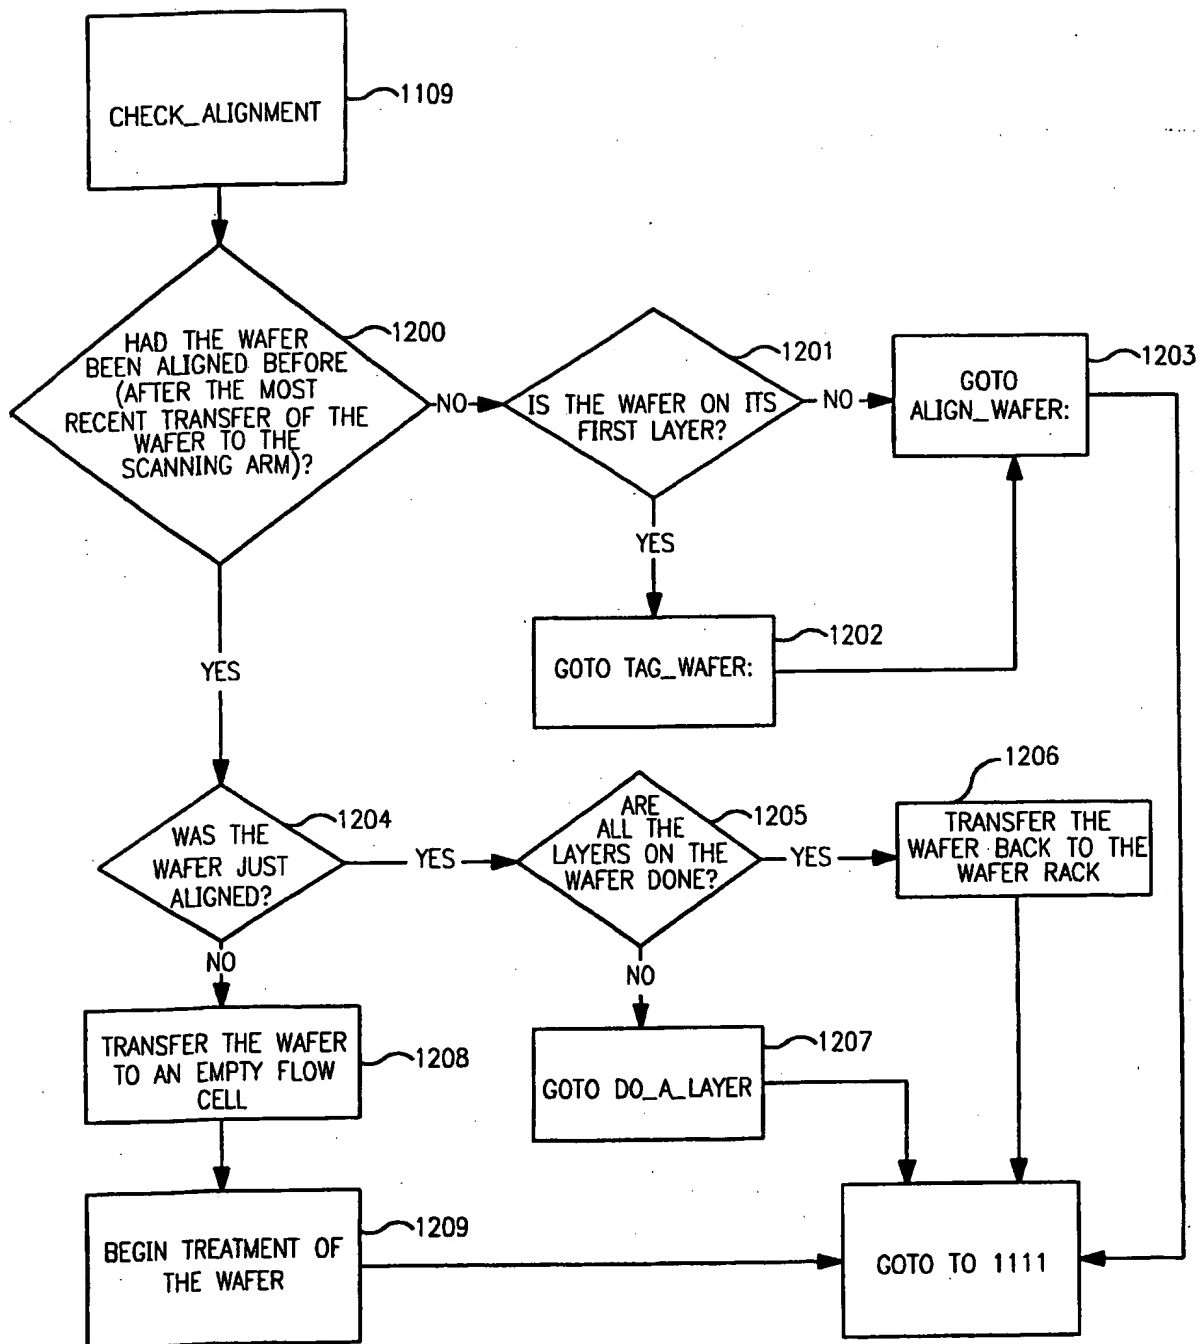 CHECK_ALIGNMENT
1109
HAD THE WAFER
BEEN ALIGNED BEFORE
(AFTER THE MOST
RECENT TRANSFER OF THE
WAFER TO THE
SCANNING ARM)?
1200
NO
IS THE WAFER ON ITS
FIRST LAYER?
1201
NO
GOTO
ALIGN_WAFER:
1203
YES
GOTO TAG_WAFER:
1202
YES
WAS THE
WAFER JUST
ALIGNED?
1204
YES
ARE
ALL THE
LAYERS ON THE
WAFER DONE?
1205
YES
TRANSFER THE
WAFER BACK TO THE
WAFER RACK
1206
NO
NO
TRANSFER THE WAFER
TO AN EMPTY FLOW
CELL
1208
GOTO DO_A_LAYER
1207
BEGIN TREATMENT OF
THE WAFER
1209
GOTO TO 1111